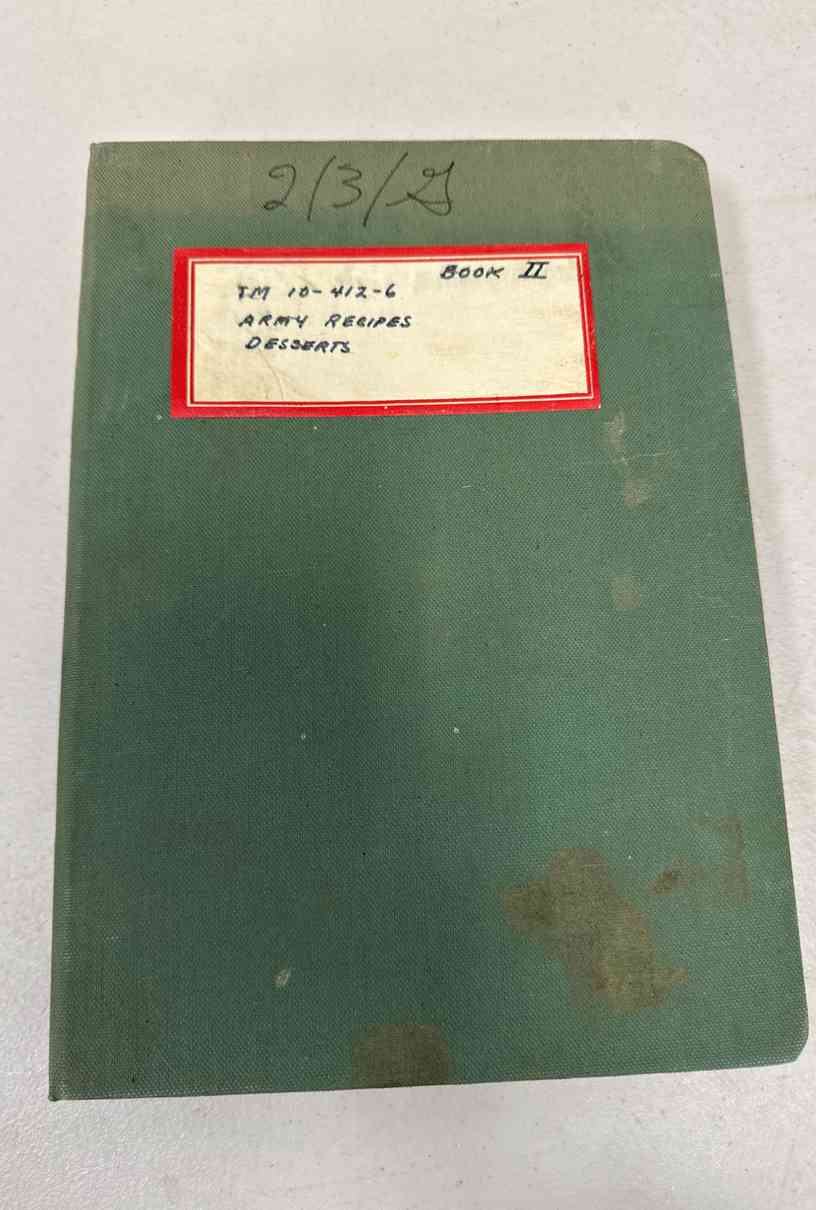 2/3/G
BOOK II
TM 10-412-6
ARMY RECIPES
DESSERTS